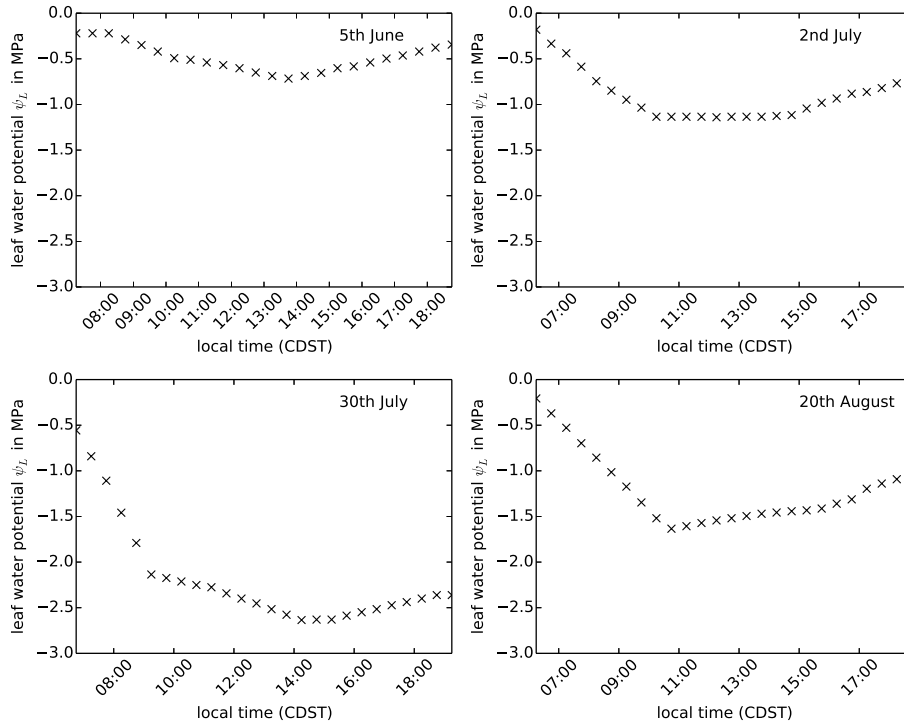 0.0
−0.5
−1.0
−1.5
−2.0
−2.5
−3.0
leaf water potential ψL in MPa
5th June
08:00 09:00 10:00 11:00 12:00 13:00 14:00 15:00 16:00 17:00 18:00
local time (CDST)
0.0
−0.5
−1.0
−1.5
−2.0
−2.5
−3.0
leaf water potential ψL in MPa
2nd July
07:00 09:00 11:00 13:00 15:00 17:00
local time (CDST)
0.0
−0.5
−1.0
−1.5
−2.0
−2.5
−3.0
leaf water potential ψL in MPa
30th July
08:00 10:00 12:00 14:00 16:00 18:00
local time (CDST)
0.0
−0.5
−1.0
−1.5
−2.0
−2.5
−3.0
leaf water potential ψL in MPa
20th August
07:00 09:00 11:00 13:00 15:00 17:00
local time (CDST)